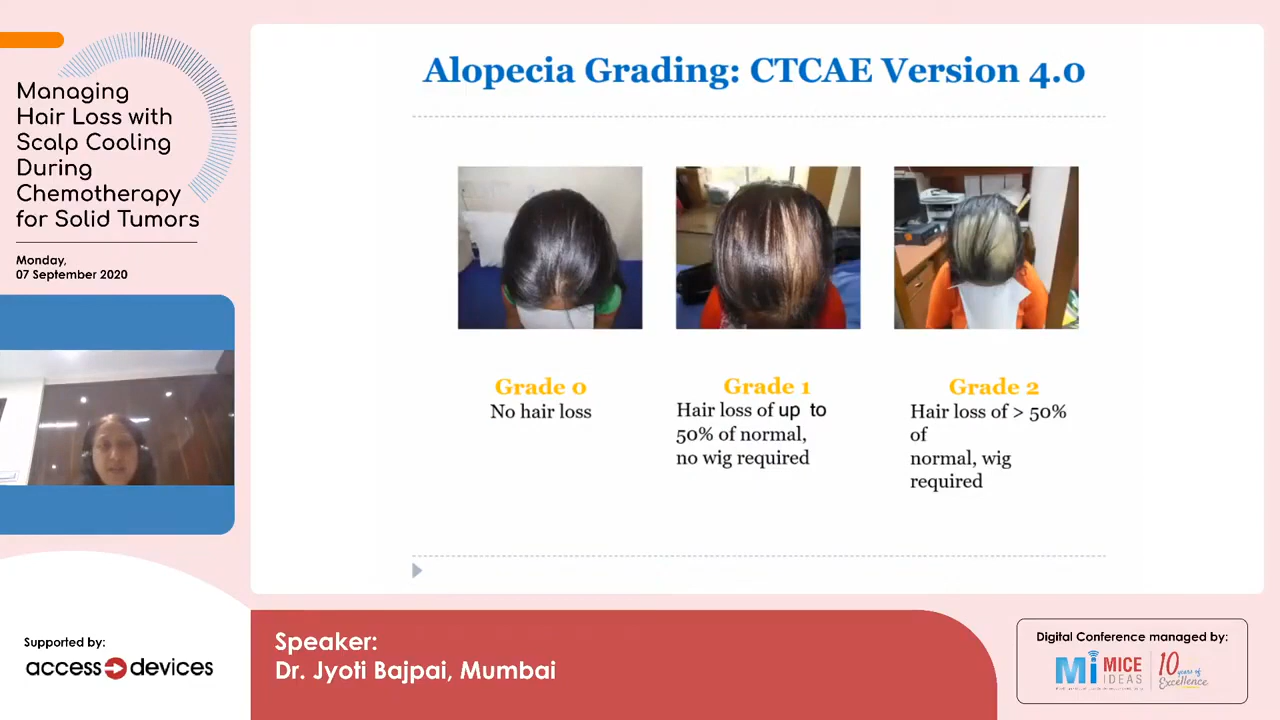 Managing
Hair Loss with
Scalp Cooling
During
Chemotherapy
for Solid Tumors
Monday,
07 September 2020
Alopecia Grading: CTCAE Version 4.0
Grade 0
No hair loss
Grade 1
Hair loss of up to
50% of normal,
no wig required
Grade 2
Hair loss of > 50%
of
normal, wig
required
Supported by:
access devices
Speaker:
Dr. Jyoti Bajpai, Mumbai
Digital Conference managed by:
Mi MICE
IDEAS
10 years of
Excellence